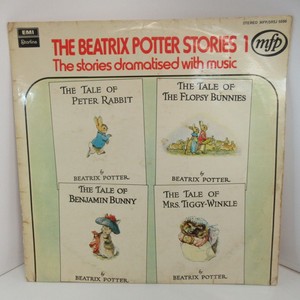 EMI
Starline
THE BEATRIX POTTER STORIES 1
mfp
The stories dramatised with music
THE TALE OF
PETER RABBIT
BEATRIX POTTER
THE TALE OF
THE FLOPSY BUNNIES
BEATRIX POTTER.
THE TALE OF
BENJAMIN BUNNY
BEATRIX POTTER
THE TALE OF
MRS. TIGGY-WINKLE
BEATRIX POTTER.